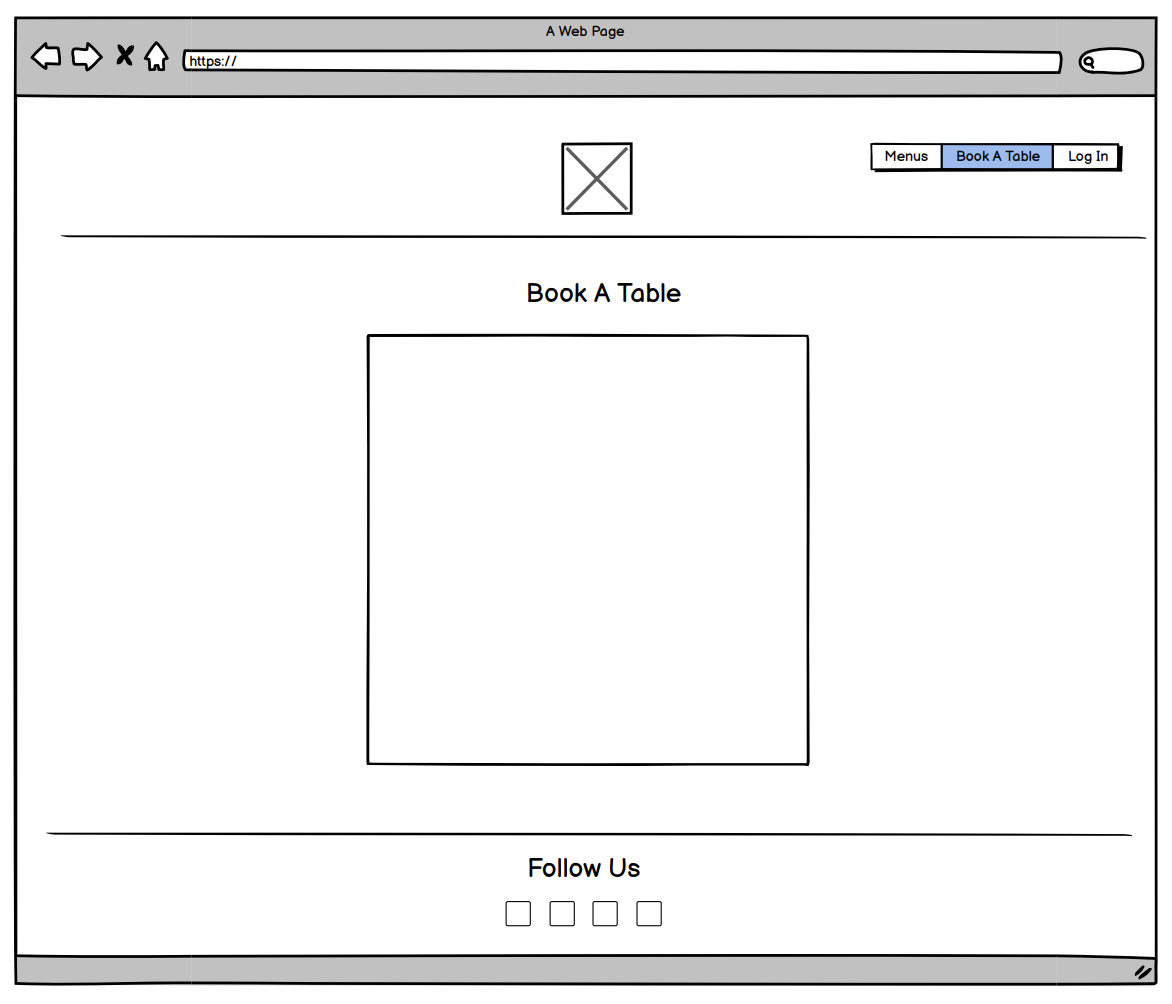 A Web Page
https://
Menus Book A Table Log In
Book A Table
Follow Us